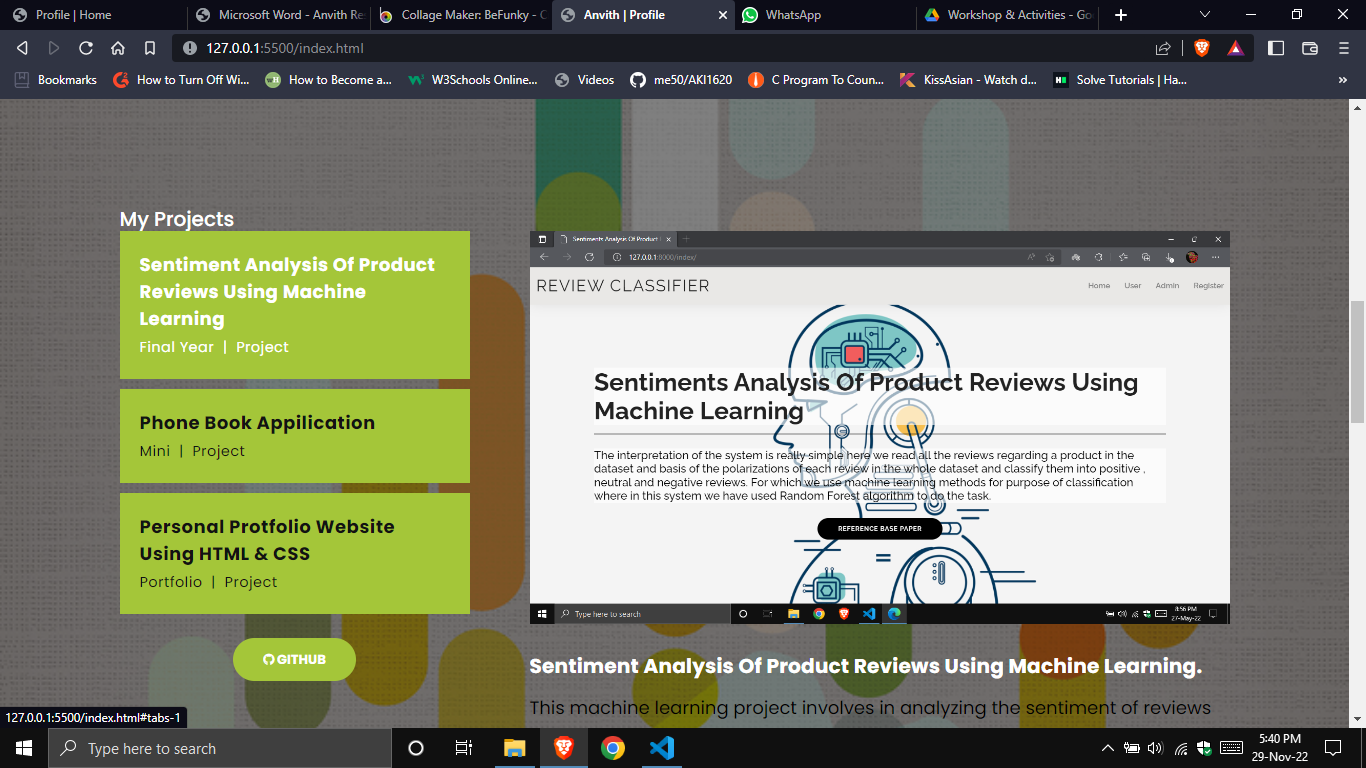 Profile | Home
Microsoft Word - Anvith Re
Collage Maker: BeFunky - C
Anvith | Profile
WhatsApp
Workshop & Activities - Goo
127.0.0.1:5500/index.html
Bookmarks
How to Turn Off Wi...
How to Become a...
W3Schools Online...
Videos
me50/AKI1620
C Program To Coun...
KissAsian - Watch d...
Solve Tutorials | Ha...
My Projects
Sentiment Analysis Of Product
Reviews Using Machine
Learning
Final Year | Project
Phone Book Appilication
Mini | Project
Personal Protfolio Website
Using HTML & CSS
Portfolio | Project
GITHUB
Sentiments Analysis Of Product
127.0.0.1:8000/index/
REVIEW CLASSIFIER
Home User Admin Register
Sentiments Analysis Of Product Reviews Using
Machine Learning
The interpretation of the system is really simple here we read all the reviews regarding a product in the
dataset and basis of the polarizations of each review in the whole dataset and classify them into positive ,
neutral and negative reviews. For which we use machine learning methods for purpose of classification
where in this system we have used Random Forest algorithm to do the task.
REFERENCE BASE PAPER
Type here to search
8:56 PM
27-May-22
Sentiment Analysis Of Product Reviews Using Machine Learning.
This machine learning project involves in analyzing the sentiment of reviews
127.0.0.1:5500/index.html#tabs-1
Type here to search
5:40 PM
29-Nov-22